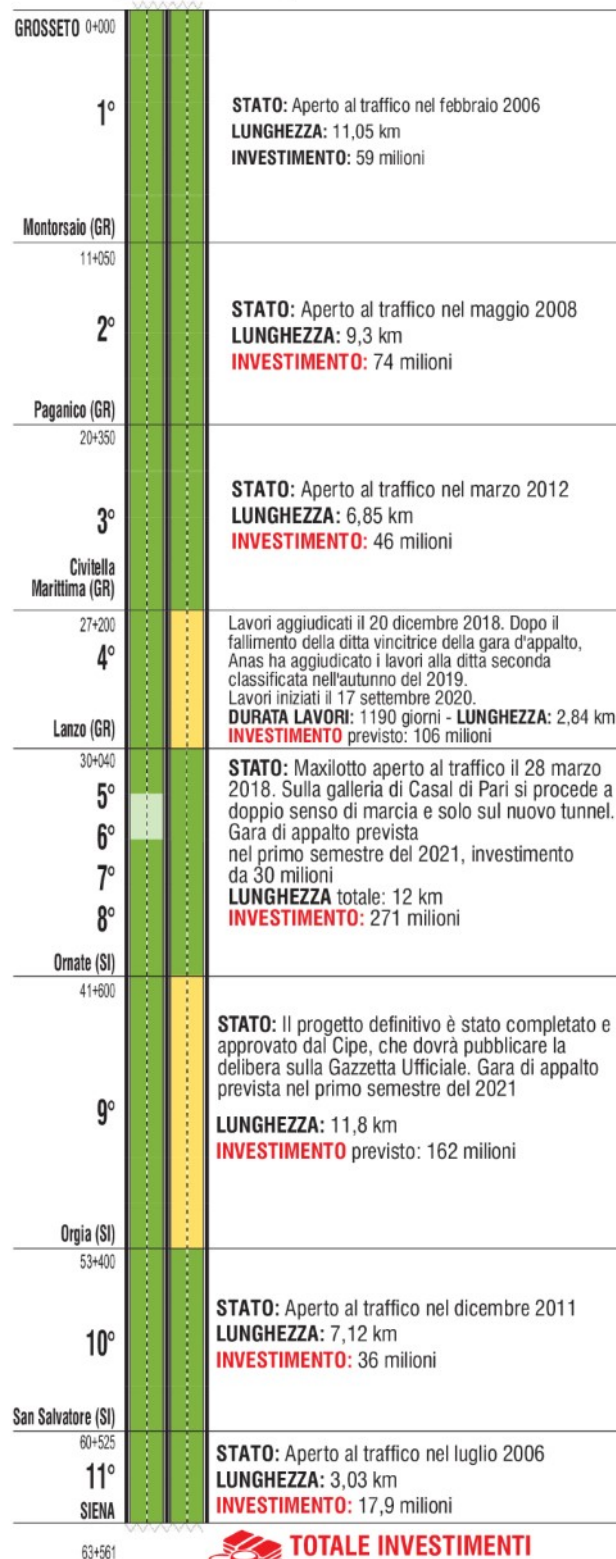 GROSSETO 0+000
1°
STATO: Aperto al traffico nel febbraio 2006
LUNGHEZZA: 11,05 km
INVESTIMENTO: 59 milioni
Montorsaio (GR)
11+050
2°
STATO: Aperto al traffico nel maggio 2008
LUNGHEZZA: 9,3 km
INVESTIMENTO: 74 milioni
Paganico (GR)
20+350
3°
STATO: Aperto al traffico nel marzo 2012
LUNGHEZZA: 6,85 km
INVESTIMENTO: 46 milioni
Civitella
Marittima (GR)
27+200
4°
Lavori aggiudicati il 20 dicembre 2018. Dopo il
fallimento della ditta vincitrice della gara d'appalto,
Anas ha aggiudicato i lavori alla ditta seconda
classificata nell'autunno del 2019.
Lavori iniziati il 17 settembre 2020.
DURATA LAVORI: 1190 giorni - LUNGHEZZA: 2,84 km
INVESTIMENTO previsto: 106 milioni
Lanzo (GR)
30+040
5°
6°
7°
8°
STATO: Maxilotto aperto al traffico il 28 marzo
2018. Sulla galleria di Casal di Pari si procede a
doppio senso di marcia e solo sul nuovo tunnel.
Gara di appalto prevista
nel primo semestre del 2021, investimento
da 30 milioni
LUNGHEZZA totale: 12 km
INVESTIMENTO: 271 milioni
Ornate (SI)
41+600
9°
STATO: Il progetto definitivo è stato completato e
approvato dal Cipe, che dovrà pubblicare la
delibera sulla Gazzetta Ufficiale. Gara di appalto
prevista nel primo semestre del 2021
LUNGHEZZA: 11,8 km
INVESTIMENTO previsto: 162 milioni
Orgia (SI)
53+400
10°
STATO: Aperto al traffico nel dicembre 2011
LUNGHEZZA: 7,12 km
INVESTIMENTO: 36 milioni
San Salvatore (SI)
60+525
11°
STATO: Aperto al traffico nel luglio 2006
LUNGHEZZA: 3,03 km
INVESTIMENTO: 17,9 milioni
SIENA
63+561
TOTALE INVESTIMENTI